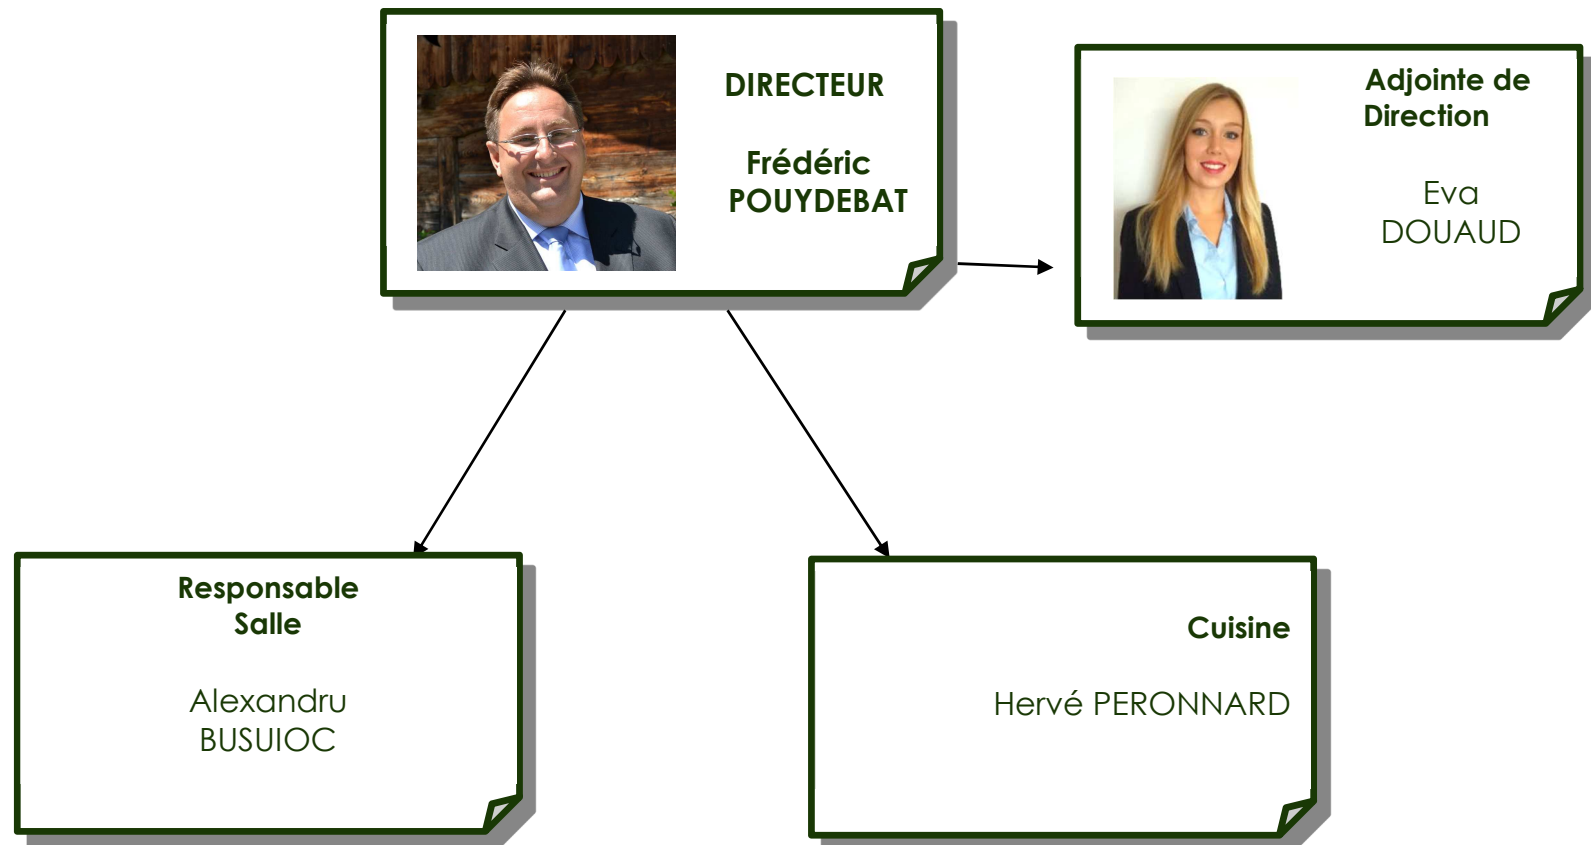 DIRECTEUR
Frédéric
POUYDEBAT
Adjointe de
Direction
Eva
DOUAUD
Responsable
Salle
Alexandru
BUSUIOC
Cuisine
Hervé PERONNARD